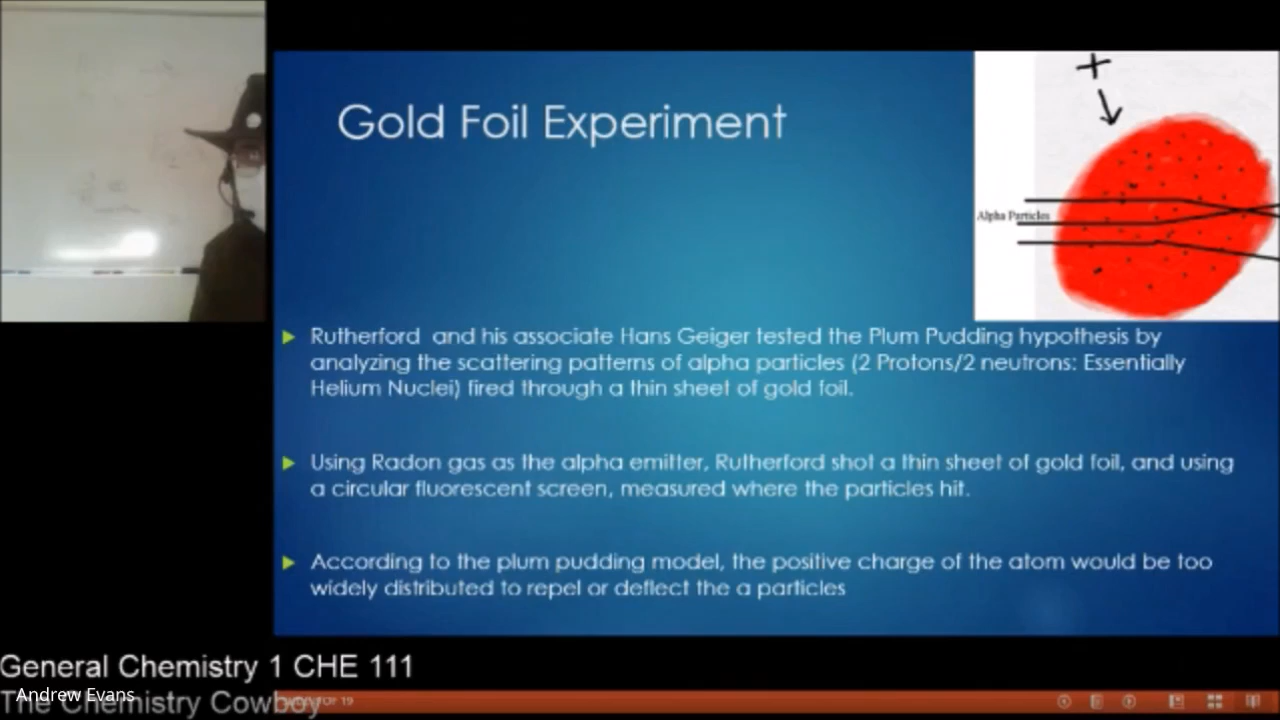 Gold Foil Experiment
+
Alpha Particles
Rutherford and his associate Hans Geiger tested the Plum Pudding hypothesis by
analyzing the scattering patterns of alpha particles (2 Protons/2 neutrons: Essentially
Helium Nuclei) fired through a thin sheet of gold foil.
Using Radon gas as the alpha emitter, Rutherford shot a thin sheet of gold foil, and using
a circular fluorescent screen, measured where the particles hit.
According to the plum pudding model, the positive charge of the atom would be too
widely distributed to repel or deflect the a particles
General Chemistry 1 CHE 111
Andrew Evans
The Chemistry Cowboy
OF 19